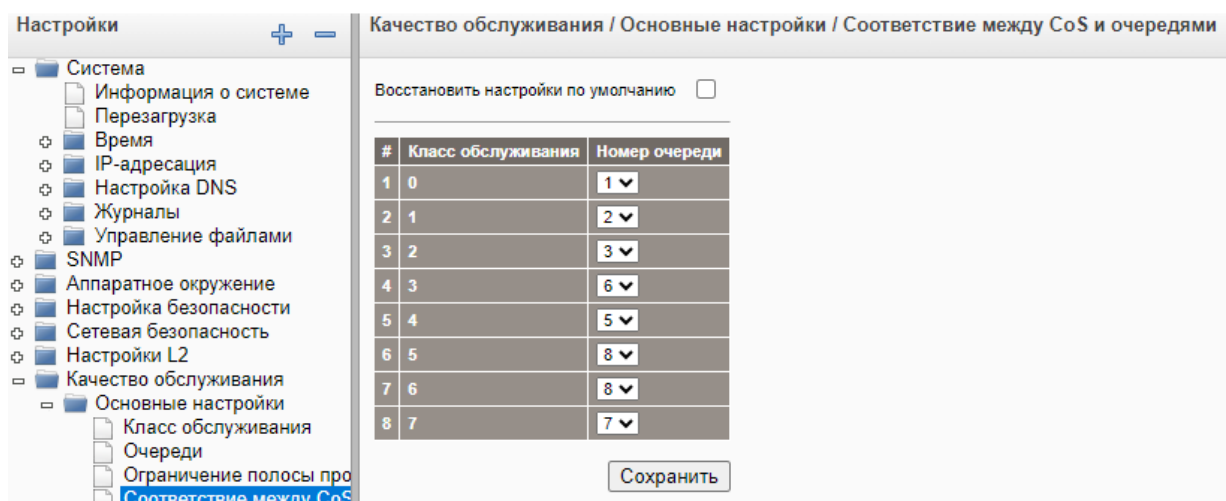 Настройки
Система
Информация о системе
Перезагрузка
Время
IP-адресация
Настройка DNS
Журналы
Управление файлами
SNMP
Аппаратное окружение
Настройка безопасности
Сетевая безопасность
Настройки L2
Качество обслуживания
Основные настройки
Класс обслуживания
Очереди
Ограничение полосы про
Соответствие между CoS
Качество обслуживания / Основные настройки / Соответствие между CoS и очередями
Восстановить настройки по умолчанию
# Класс обслуживания Номер очереди
1 0 1
2 1 2
3 2 3
4 3 6
5 4 5
6 5 8
7 6 8
8 7 7
Сохранить